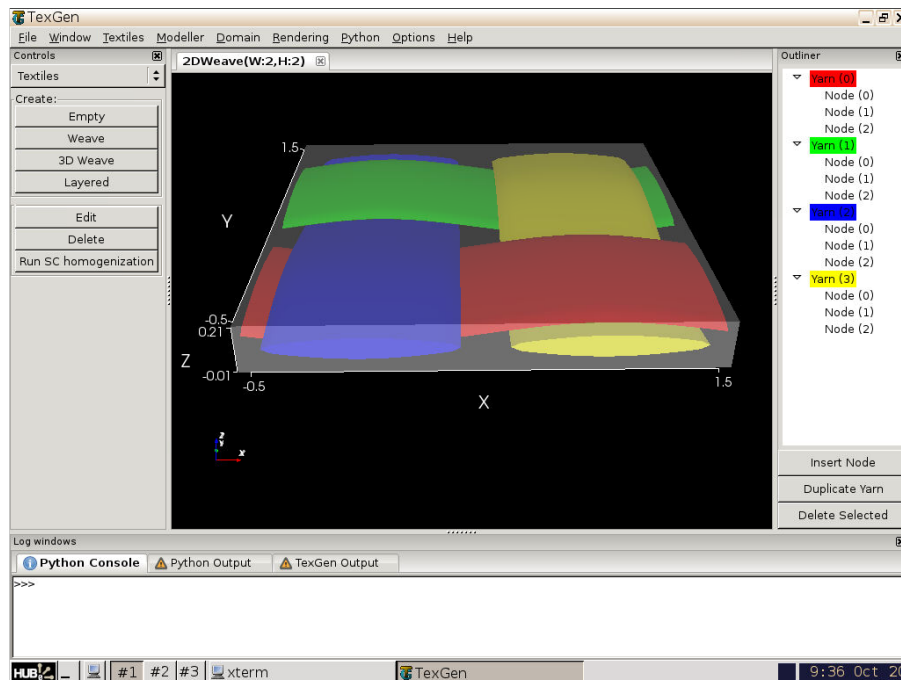 TexGen
File Window Textiles Modeller Domain Rendering Python Options Help
Controls
Textiles
Create:
Empty
Weave
3D Weave
Layered
Edit
Delete
Run SC homogenization
2DWeave(W:2,H:2)
1.5
Y
-0.5
0.21
Z
-0.01
-0.5
X
1.5
z
Y
x
Outliner
Yarn (0)
Node (0)
Node (1)
Node (2)
Yarn (1)
Node (0)
Node (1)
Node (2)
Yarn (2)
Node (0)
Node (1)
Node (2)
Yarn (3)
Node (0)
Node (1)
Node (2)
Insert Node
Duplicate Yarn
Delete Selected
Log windows
Python Console Python Output TexGen Output
>>>
HUB #1 #2 #3 xterm TexGen 9:36 Oct 20